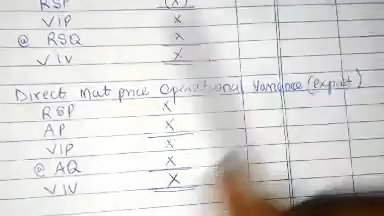 RSP (x)
VIP x
@ RSQ x
VIV x
Direct Mat price Operational Variance (expost)
RSP x
AP x
VIP x
@ AQ x
VIV x